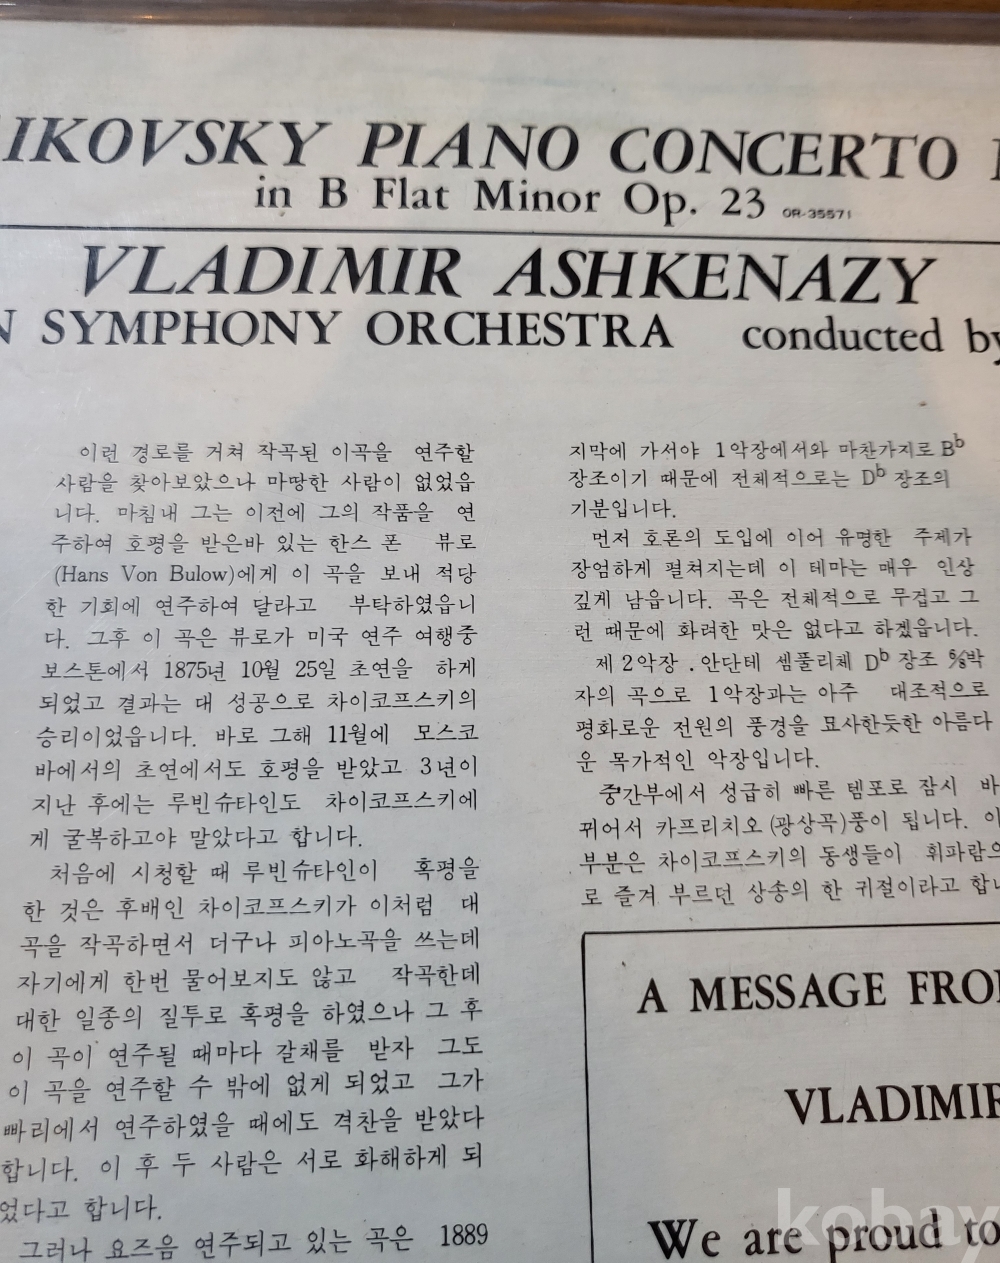 IKOVSKY PIANO CONCERTO
in B Flat Minor Op. 23 OR-35571
VLADIMIR ASHKENAZY
N SYMPHONY ORCHESTRA conducted by
이런 경로를 거쳐 작곡된 이곡을 연주할
사람을 찾아보았으나 마땅한 사람이 없었읍
니다. 마침내 그는 이전에 그의 작품을 연
주하여 호평을 받은바 있는 한스 폰 뷰로
(Hans Von Bulow)에게 이 곡을 보내 적당
한 기회에 연주하여 달라고 부탁하였읍니
다. 그후 이 곡은 뷰로가 미국 연주 여행중
보스톤에서 1875년 10월 25일 초연을 하게
되었고 결과는 대 성공으로 차이코프스키의
승리이었읍니다. 바로 그해 11월에 모스코
바에서의 초연에서도 호평을 받았고 3년이
지난 후에는 루빈슈타인도 차이코프스키에
게 굴복하고야 말았다고 합니다.
처음에 시청할 때 루빈슈타인이 혹평을
한 것은 후배인 차이코프스키가 이처럼 대
곡을 작곡하면서 더구나 피아노곡을 쓰는데
자기에게 한번 물어보지도 않고 작곡한데
대한 일종의 질투로 혹평을 하였으나 그 후
이 곡이 연주될 때마다 갈채를 받자 그도
이 곡을 연주할 수 밖에 없게 되었고 그가
빠리에서 연주하였을 때에도 격찬을 받았다
합니다. 이 후 두 사람은 서로 화해하게 되
었다고 합니다.
그러나 요즈음 연주되고 있는 곡은 1889
지막에 가서야 1악장에서와 마찬가지로 B♭
장조이기 때문에 전체적으로는 D♭ 장조의
기분입니다.
먼저 호른의 도입에 이어 유명한 주제가
장엄하게 펼쳐지는데 이 테마는 매우 인상
깊게 남읍니다. 곡은 전체적으로 무겁고 그
런 때문에 화려한 맛은 없다고 하겠읍니다.
제 2악장 . 안단테 셈플리체 D♭ 장조 6/8박
자의 곡으로 1악장과는 아주 대조적으로
평화로운 전원의 풍경을 묘사한듯한 아름다
운 목가적인 악장입니다.
중간부에서 성급히 빠른 템포로 잠시 바
뀌어서 카프리치오 (광상곡)풍이 됩니다. 이
부분은 차이코프스키의 동생들이 휘파람으
로 즐겨 부르던 상송의 한 귀절이라고 합니
A MESSAGE FROM
VLADIMIR
We are proud to
kobay